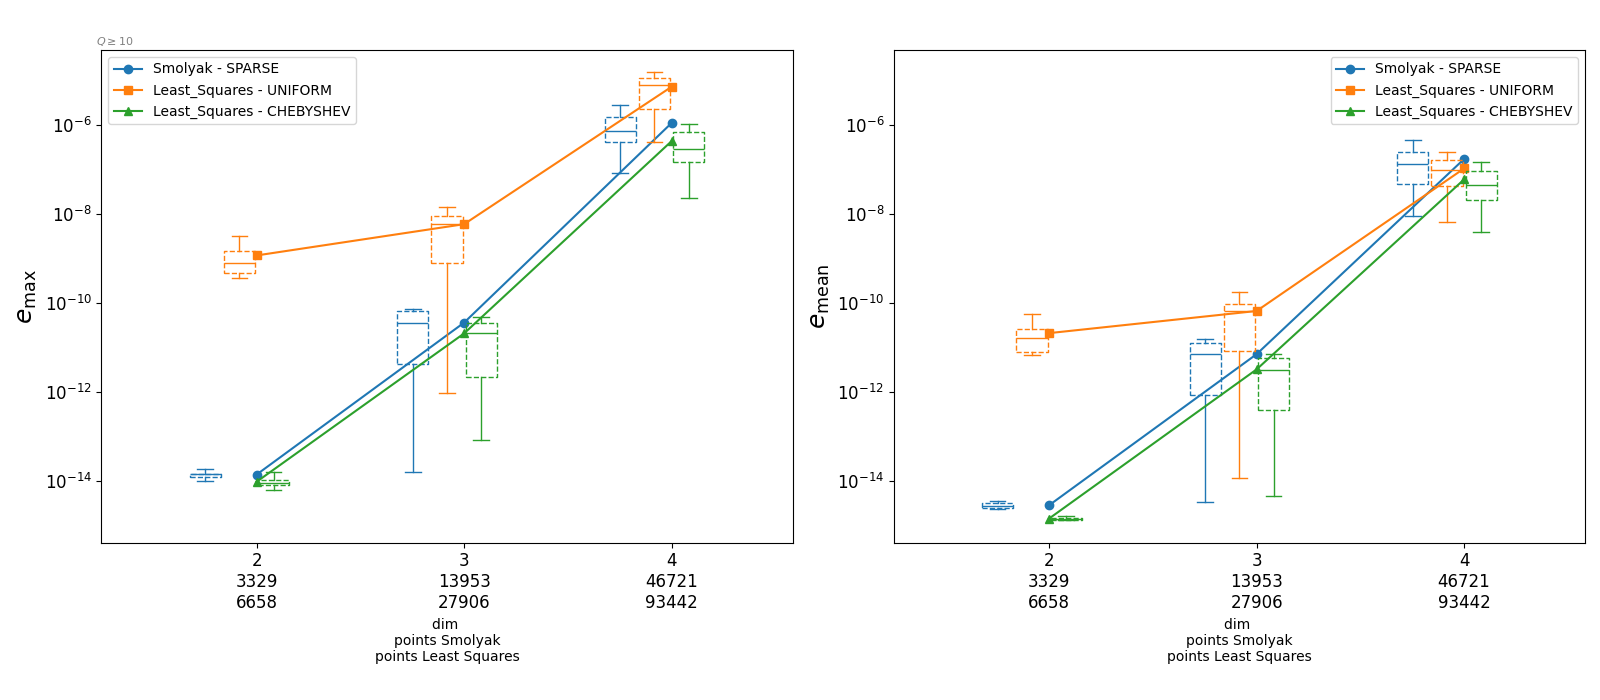 Q ≥ 10
Smolyak - SPARSE
Least_Squares - UNIFORM
Least_Squares - CHEBYSHEV
10⁻⁶
10⁻⁸
10⁻¹⁰
10⁻¹²
10⁻¹⁴
e_max
2 3 4
3329 13953 46721
6658 27906 93442
dim
points Smolyak
points Least Squares
Smolyak - SPARSE
Least_Squares - UNIFORM
Least_Squares - CHEBYSHEV
10⁻⁶
10⁻⁸
10⁻¹⁰
10⁻¹²
10⁻¹⁴
e_mean
2 3 4
3329 13953 46721
6658 27906 93442
dim
points Smolyak
points Least Squares